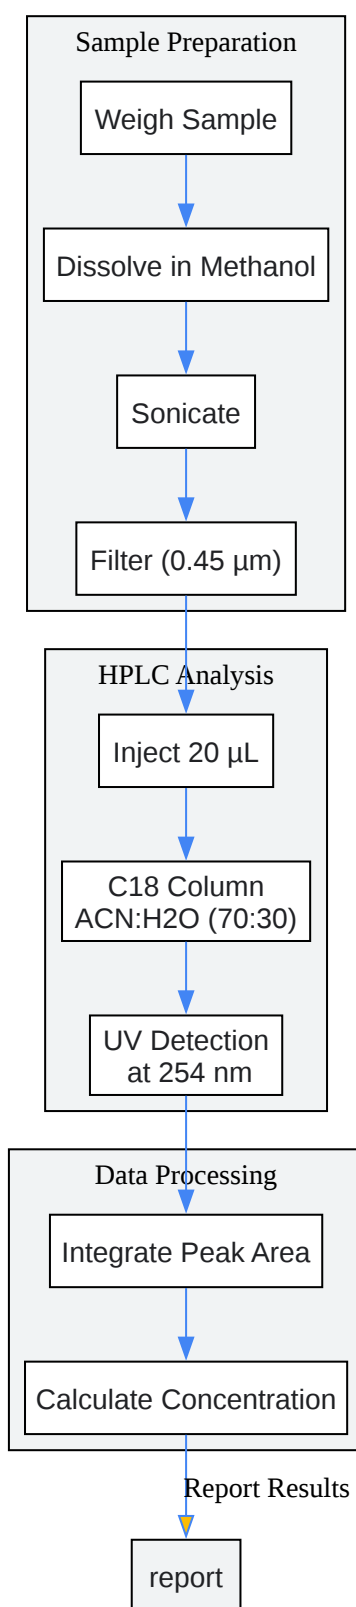 Sample Preparation
Weigh Sample
Dissolve in Methanol
Sonicate
Filter (0.45 µm)
HPLC Analysis
Inject 20 µL
C18 Column
ACN:H2O (70:30)
UV Detection
at 254 nm
Data Processing
Integrate Peak Area
Calculate Concentration
Report Results
report